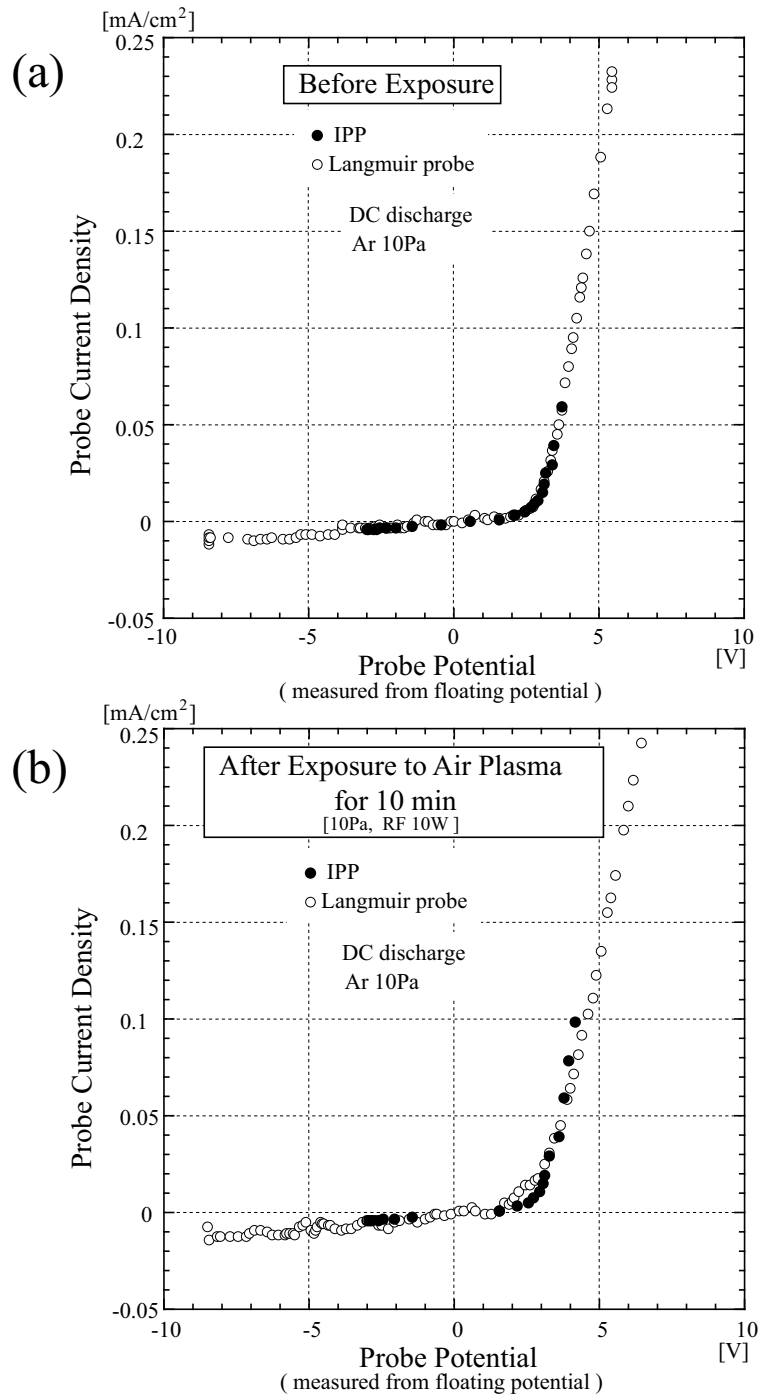 (a)
[mA/cm²]
0.25
0.2
0.15
0.1
0.05
0
-0.05
Probe Current Density
Before Exposure
IPP
Langmuir probe
DC discharge
Ar 10Pa
-10 -5 0 5 10
[V]
Probe Potential
( measured from floating potential )
(b)
[mA/cm²]
0.25
0.2
0.15
0.1
0.05
0
-0.05
Probe Current Density
After Exposure to Air Plasma
for 10 min
[10Pa, RF 10W ]
IPP
Langmuir probe
DC discharge
Ar 10Pa
-10 -5 0 5 10
[V]
Probe Potential
( measured from floating potential )